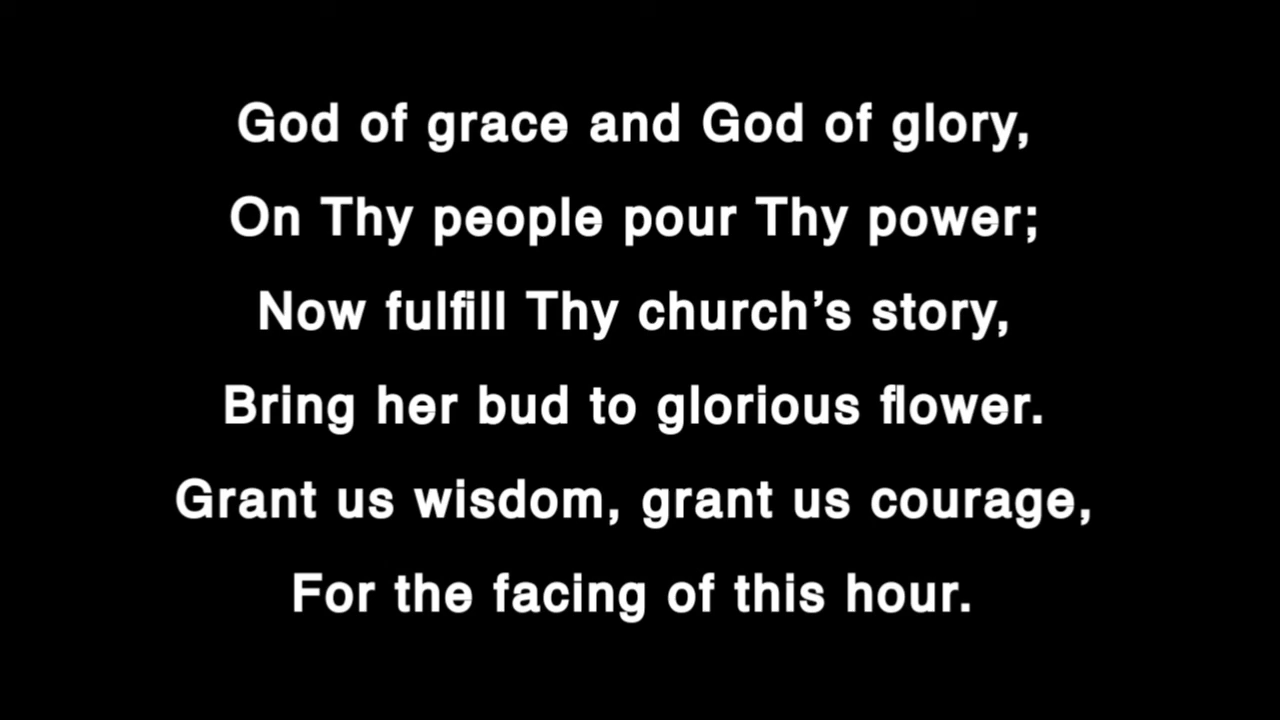 God of grace and God of glory,
On Thy people pour Thy power;
Now fulfill Thy church’s story,
Bring her bud to glorious flower.
Grant us wisdom, grant us courage,
For the facing of this hour.